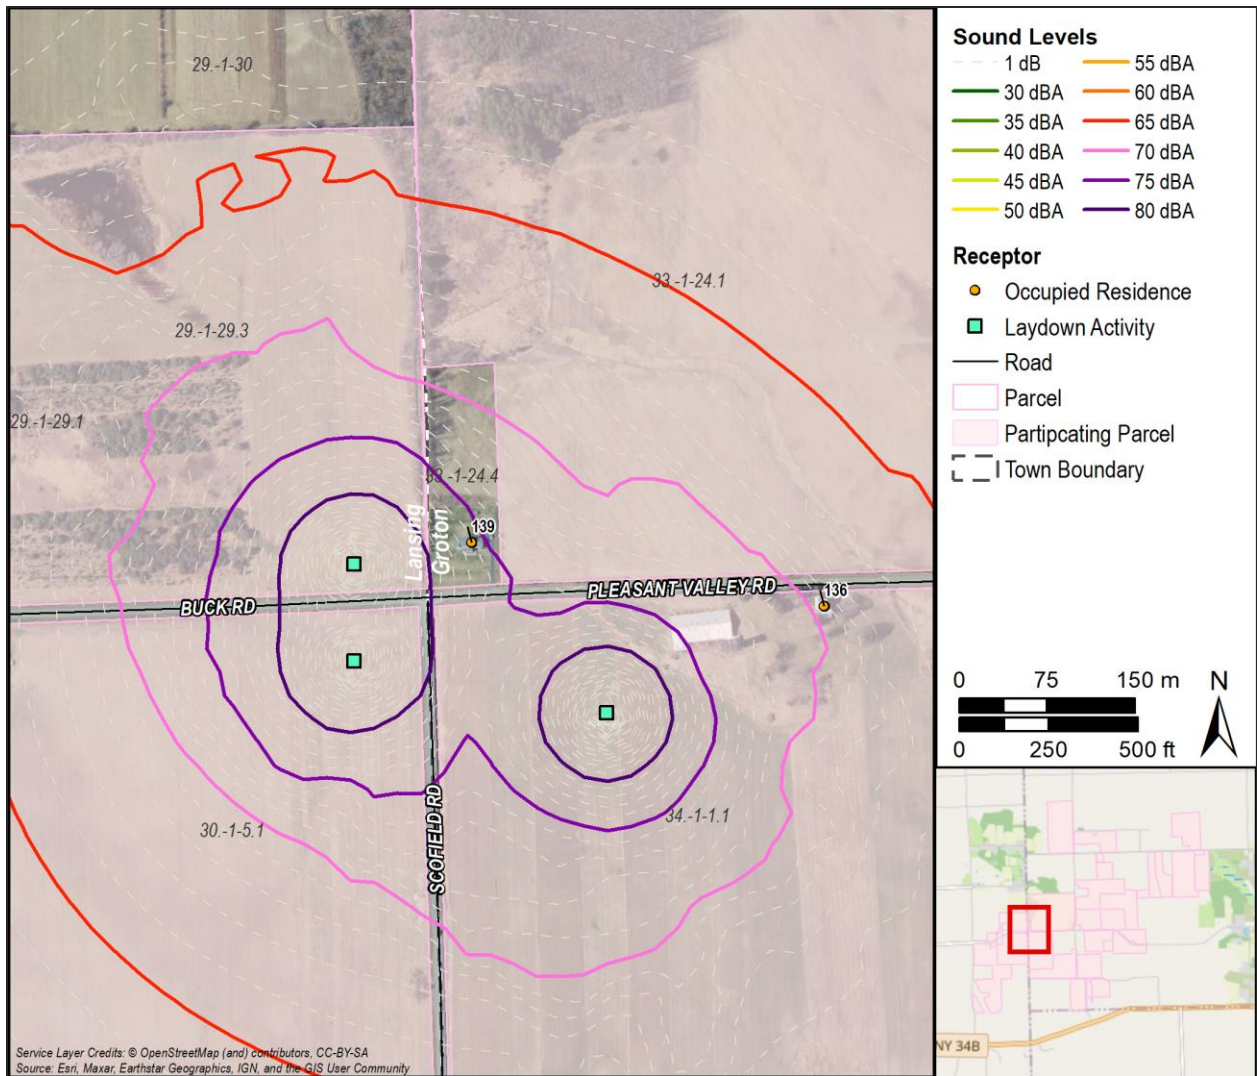 29.-1-30
33.-1-24.1
29.-1-29.3
29.-1-29.1
33.-1-24.4
139
Lansing
Groton
136
PLEASANT VALLEY RD
BUCK RD
SCOFIELD RD
30.-1-5.1
34.-1-1.1
Service Layer Credits: © OpenStreetMap (and) contributors, CC-BY-SA
Source: Esri, Maxar, Earthstar Geographics, IGN, and the GIS User Community
Sound Levels
1 dB
30 dBA
35 dBA
40 dBA
45 dBA
50 dBA
55 dBA
60 dBA
65 dBA
70 dBA
75 dBA
80 dBA
Receptor
Occupied Residence
Laydown Activity
Road
Parcel
Partipcating Parcel
Town Boundary
0 75 150 m
N
0 250 500 ft
NY 34B